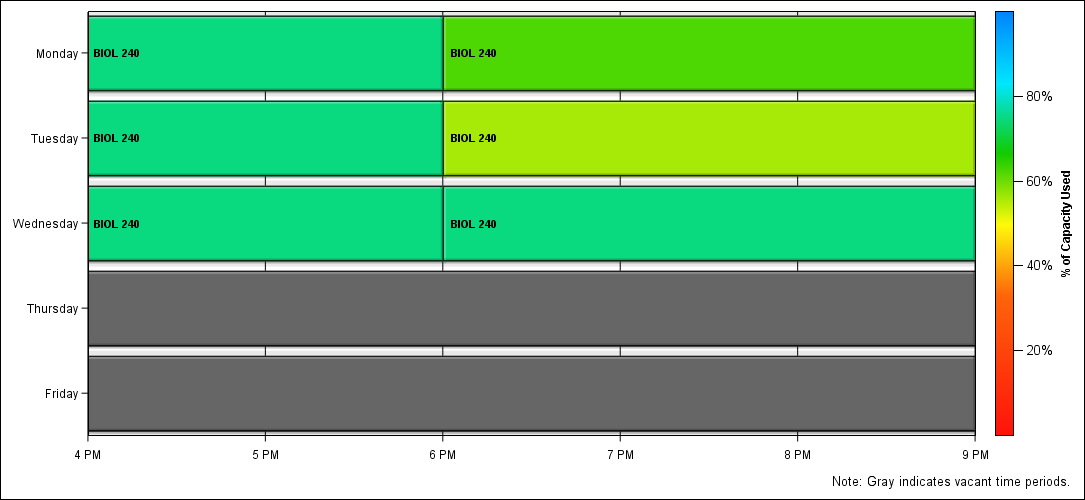 Monday
BIOL 240
BIOL 240
Tuesday
BIOL 240
BIOL 240
Wednesday
BIOL 240
BIOL 240
Thursday
Friday
4 PM
5 PM
6 PM
7 PM
8 PM
9 PM
80%
60%
40%
20%
% of Capacity Used
Note: Gray indicates vacant time periods.